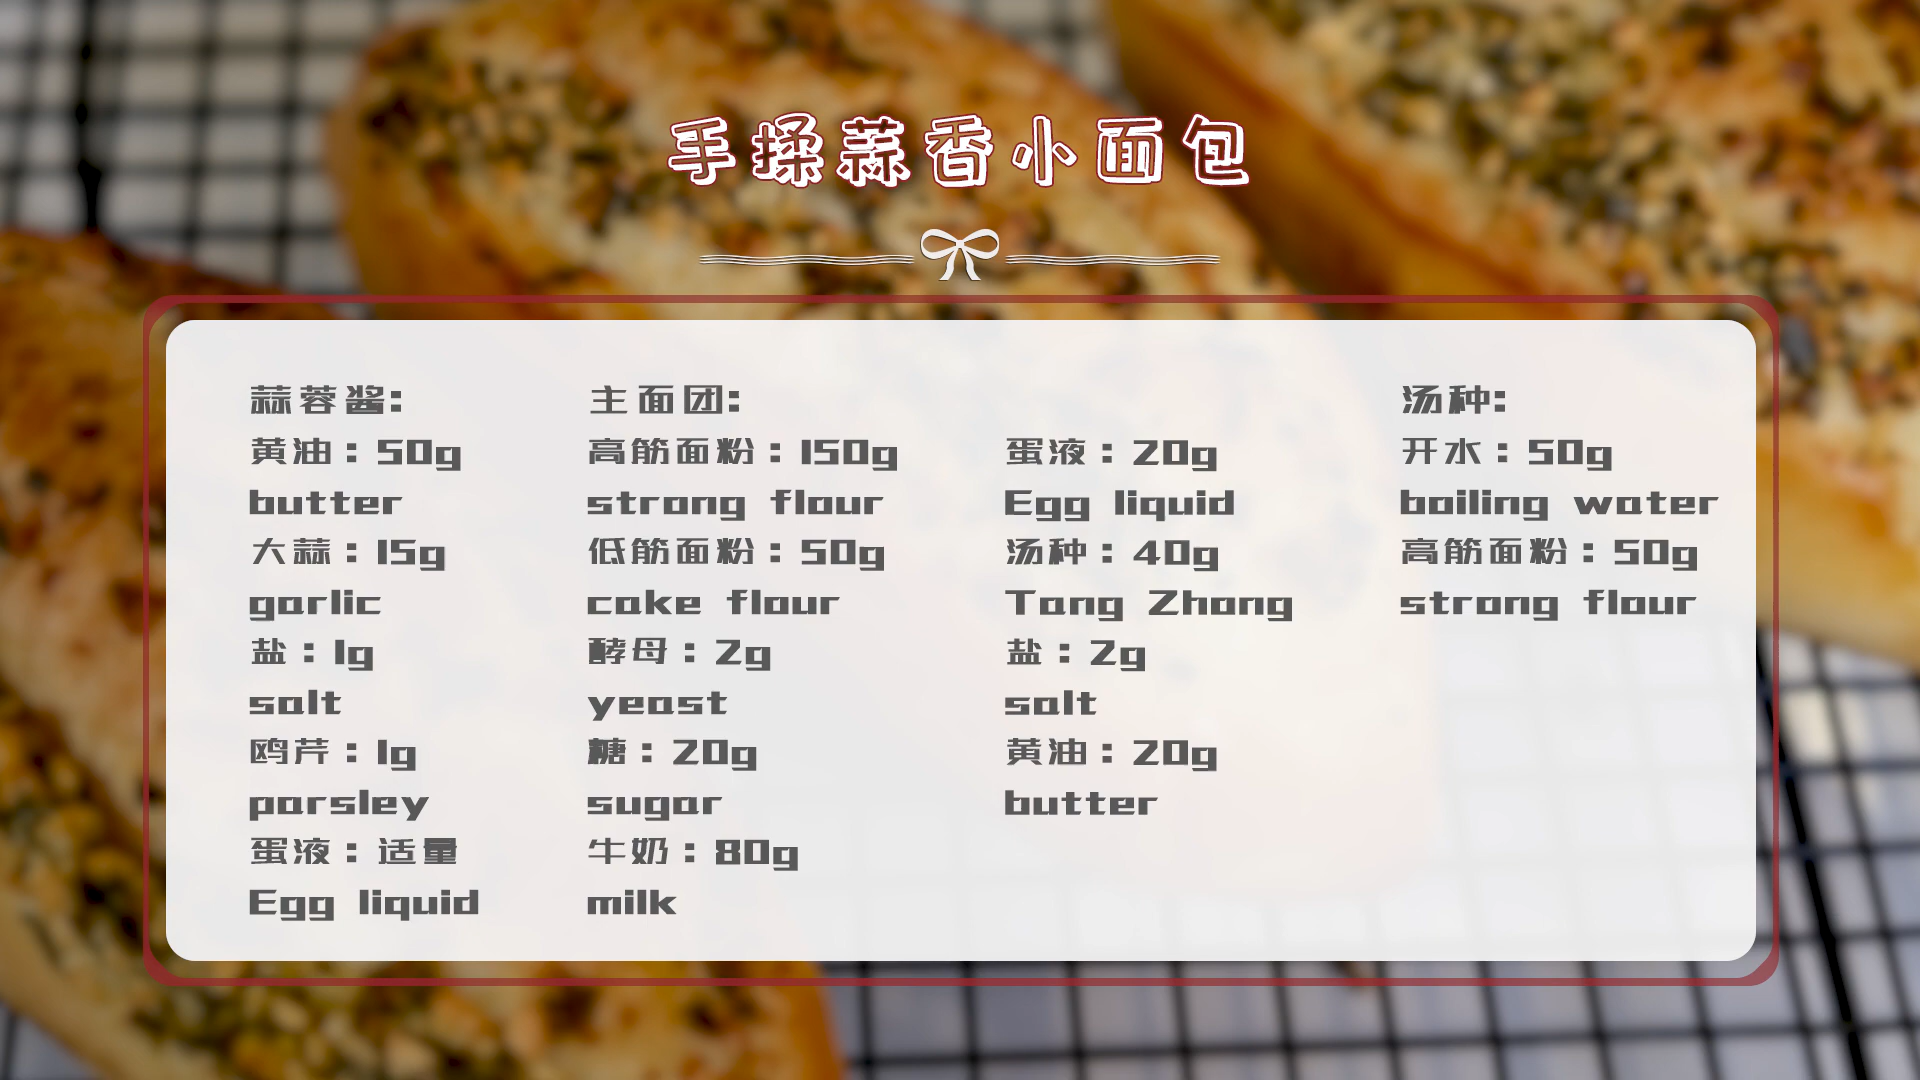 手揉蒜香小面包
蒜蓉酱:
黄油：50g
butter
大蒜：15g
garlic
盐：1g
salt
鸥芹：1g
parsley
蛋液：适量
Egg liquid
主面团:
高筋面粉：150g
strong flour
低筋面粉：50g
cake flour
酵母：2g
yeast
糖：20g
sugar
牛奶：80g
milk
蛋液：20g
Egg liquid
汤种：40g
Tang Zhong
盐：2g
salt
黄油：20g
butter
汤种:
开水：50g
boiling water
高筋面粉：50g
strong flour